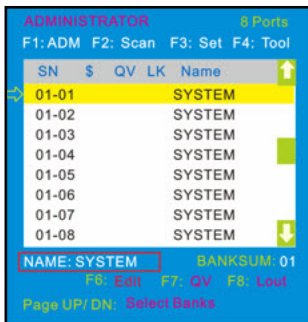 ADMINISTRATOR 8 Ports
F1: ADM F2: Scan F3: Set F4: Tool
SN $ QV LK Name
01-01 SYSTEM
01-02 SYSTEM
01-03 SYSTEM
01-04 SYSTEM
01-05 SYSTEM
01-06 SYSTEM
01-07 SYSTEM
01-08 SYSTEM
NAME: SYSTEM BANKSUM: 01
F6: Edit F7: QV F8: Lout
Page UP/ DN: Select Banks